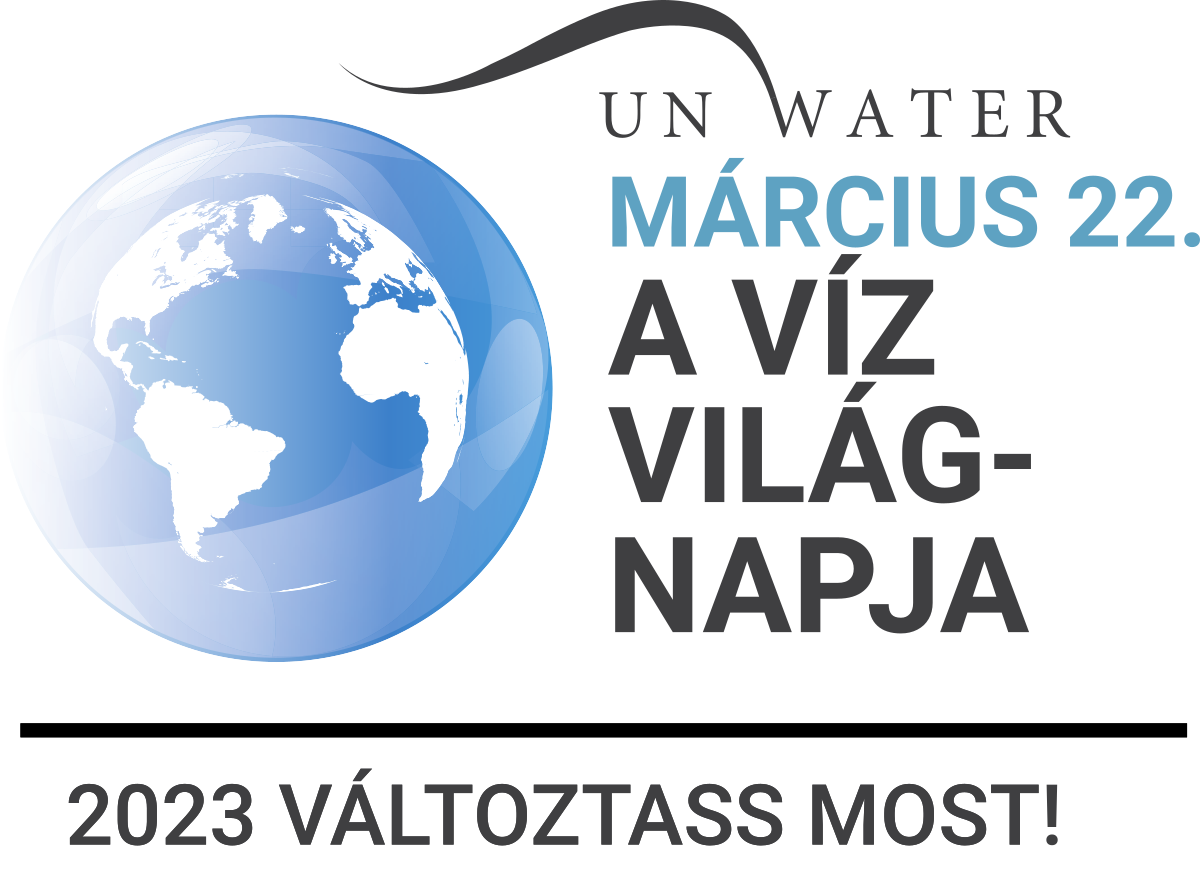 UN WATER
MÁRCIUS 22.
A VÍZ
VILÁG-
NAPJA
2023 VÁLTOZTASS MOST!